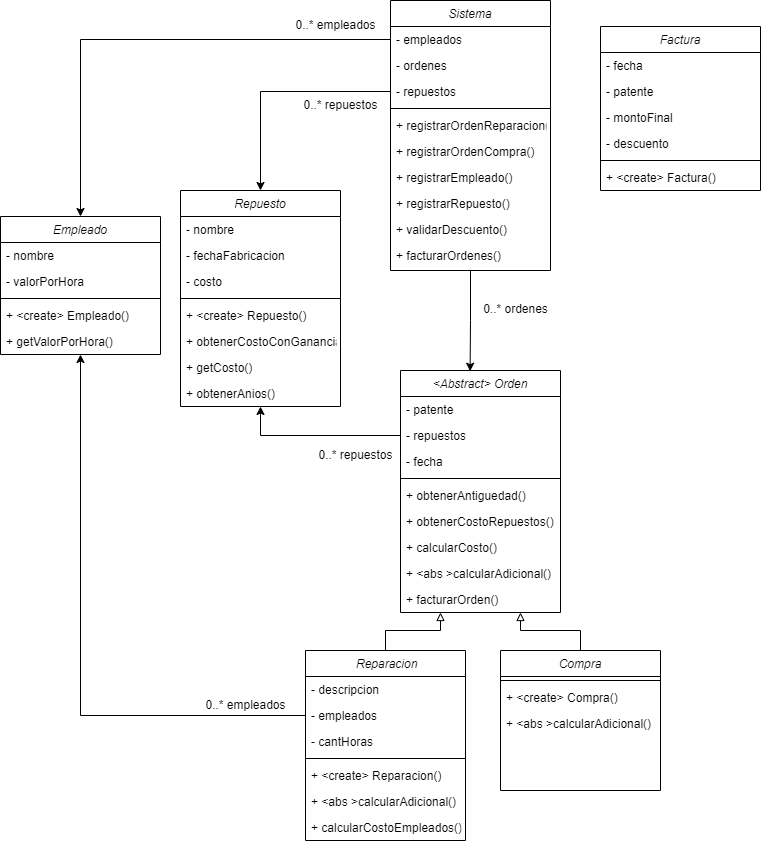 Sistema
- empleados
- ordenes
- repuestos
+ registrarOrdenReparacion(
+ registrarOrdenCompra()
+ registrarEmpleado()
+ registrarRepuesto()
+ validarDescuento()
+ facturarOrdenes()
Factura
- fecha
- patente
- montoFinal
- descuento
+ <create> Factura()
0..* empleados
0..* repuestos
Empleado
- nombre
- valorPorHora
+ <create> Empleado()
+ getValorPorHora()
Repuesto
- nombre
- fechaFabricacion
- costo
+ <create> Repuesto()
+ obtenerCostoConGanancia
+ getCosto()
+ obtenerAnios()
0..* ordenes
<Abstract> Orden
- patente
- repuestos
- fecha
+ obtenerAntiguedad()
+ obtenerCostoRepuestos()
+ calcularCosto()
+ <abs >calcularAdicional()
+ facturarOrden()
0..* repuestos
Reparacion
- descripcion
- empleados
- cantHoras
+ <create> Reparacion()
+ <abs >calcularAdicional()
+ calcularCostoEmpleados()
Compra
+ <create> Compra()
+ <abs >calcularAdicional()
0..* empleados